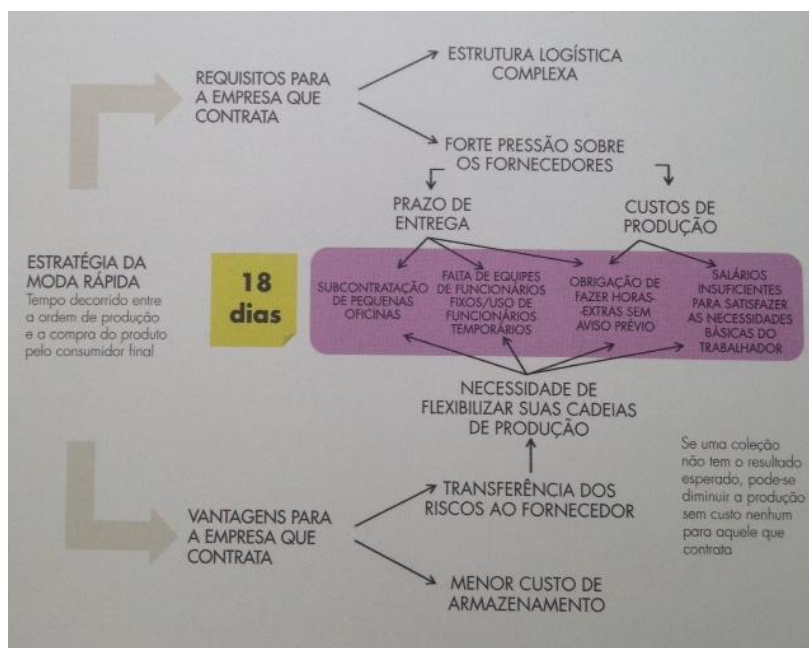 REQUISITOS PARA
A EMPRESA QUE
CONTRATA
ESTRUTURA LOGÍSTICA
COMPLEXA
FORTE PRESSÃO SOBRE
OS FORNECEDORES
PRAZO DE
ENTREGA
CUSTOS DE
PRODUÇÃO
ESTRATÉGIA DA
MODA RÁPIDA
Tempo decorrido entre
a ordem de produção
e a compra do produto
pelo consumidor final
18
dias
SUBCONTRATAÇÃO
DE PEQUENAS
OFICINAS
FALTA DE EQUIPES
DE FUNCIONÁRIOS
FIXOS/USO DE
FUNCIONÁRIOS
TEMPORÁRIOS
OBRIGAÇÃO DE
FAZER HORAS-
-EXTRAS SEM
AVISO PRÉVIO
SALÁRIOS
INSUFICIENTES
PARA SATISFAZER
AS NECESSIDADES
BÁSICAS DO
TRABALHADOR
NECESSIDADE DE
FLEXIBILIZAR SUAS CADEIAS
DE PRODUÇÃO
VANTAGENS PARA
A EMPRESA QUE
CONTRATA
TRANSFERÊNCIA DOS
RISCOS AO FORNECEDOR
Se uma coleção
não tem o resultado
esperado, pode-se
diminuir a produção
sem custo nenhum
para aquele que
contrata
MENOR CUSTO DE
ARMAZENAMENTO